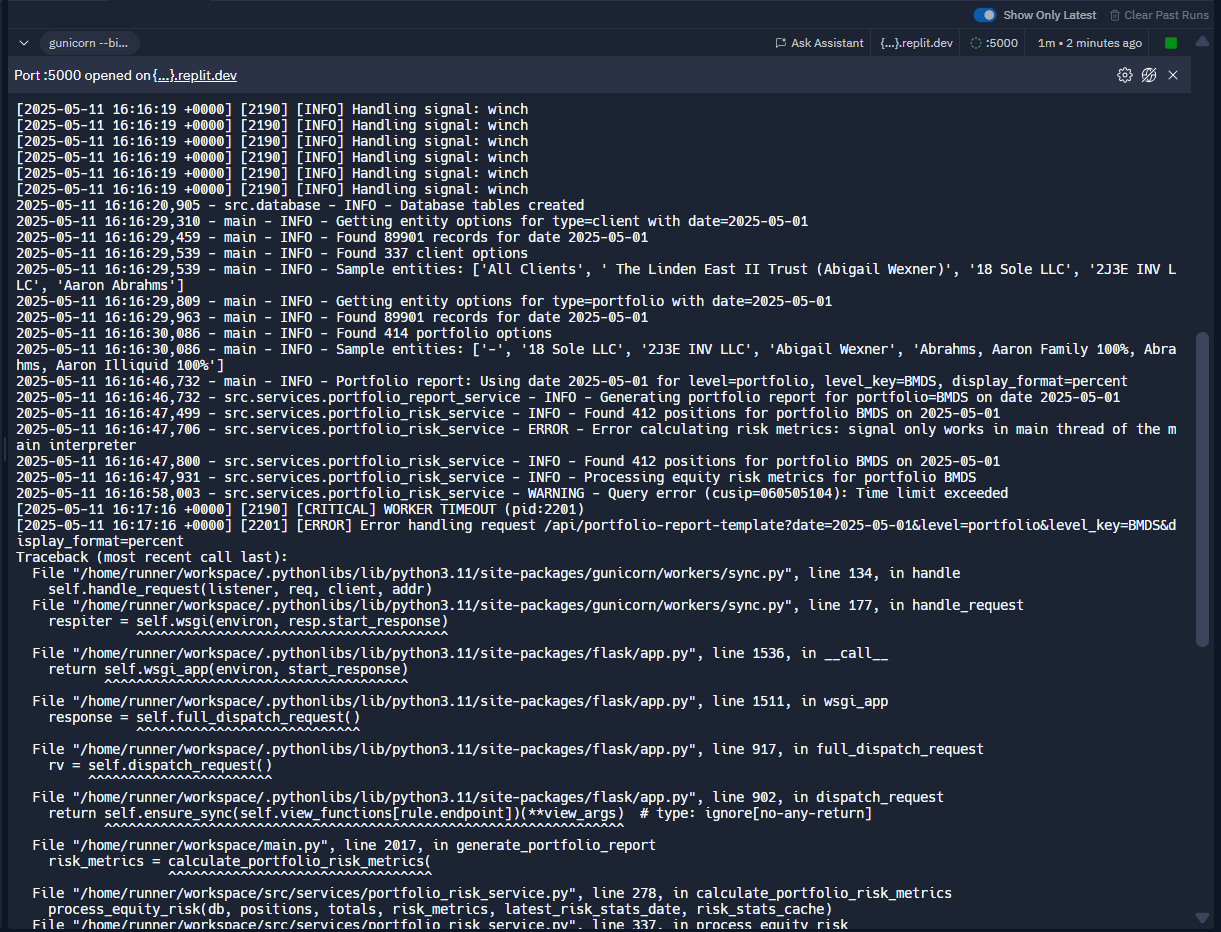 Show Only Latest Clear Past Runs
gunicorn --bi... Ask Assistant {...}.replit.dev :5000 1m • 2 minutes ago
Port :5000 opened on {...}.replit.dev
[2025-05-11 16:16:19 +0000] [2190] [INFO] Handling signal: winch
[2025-05-11 16:16:19 +0000] [2190] [INFO] Handling signal: winch
[2025-05-11 16:16:19 +0000] [2190] [INFO] Handling signal: winch
[2025-05-11 16:16:19 +0000] [2190] [INFO] Handling signal: winch
[2025-05-11 16:16:19 +0000] [2190] [INFO] Handling signal: winch
[2025-05-11 16:16:19 +0000] [2190] [INFO] Handling signal: winch
2025-05-11 16:16:20,905 - src.database - INFO - Database tables created
2025-05-11 16:16:29,310 - main - INFO - Getting entity options for type=client with date=2025-05-01
2025-05-11 16:16:29,459 - main - INFO - Found 89901 records for date 2025-05-01
2025-05-11 16:16:29,539 - main - INFO - Found 337 client options
2025-05-11 16:16:29,539 - main - INFO - Sample entities: ['All Clients', ' The Linden East II Trust (Abigail Wexner)', '18 Sole LLC', '2J3E INV L
LC', 'Aaron Abrahms']
2025-05-11 16:16:29,809 - main - INFO - Getting entity options for type=portfolio with date=2025-05-01
2025-05-11 16:16:29,963 - main - INFO - Found 89901 records for date 2025-05-01
2025-05-11 16:16:30,086 - main - INFO - Found 414 portfolio options
2025-05-11 16:16:30,086 - main - INFO - Sample entities: ['-', '18 Sole LLC', '2J3E INV LLC', 'Abigail Wexner', 'Abrahms, Aaron Family 100%, Abra
hms, Aaron Illiquid 100%']
2025-05-11 16:16:46,732 - main - INFO - Portfolio report: Using date 2025-05-01 for level=portfolio, level_key=BMDS, display_format=percent
2025-05-11 16:16:46,732 - src.services.portfolio_report_service - INFO - Generating portfolio report for portfolio=BMDS on date 2025-05-01
2025-05-11 16:16:47,499 - src.services.portfolio_risk_service - INFO - Found 412 positions for portfolio BMDS on 2025-05-01
2025-05-11 16:16:47,706 - src.services.portfolio_risk_service - ERROR - Error calculating risk metrics: signal only works in main thread of the m
ain interpreter
2025-05-11 16:16:47,800 - src.services.portfolio_risk_service - INFO - Found 412 positions for portfolio BMDS on 2025-05-01
2025-05-11 16:16:47,931 - src.services.portfolio_risk_service - INFO - Processing equity risk metrics for portfolio BMDS
2025-05-11 16:16:58,003 - src.services.portfolio_risk_service - WARNING - Query error (cusip=060505104): Time limit exceeded
[2025-05-11 16:17:16 +0000] [2190] [CRITICAL] WORKER TIMEOUT (pid:2201)
[2025-05-11 16:17:16 +0000] [2201] [ERROR] Error handling request /api/portfolio-report-template?date=2025-05-01&level=portfolio&level_key=BMDS&d
isplay_format=percent
Traceback (most recent call last):
File "/home/runner/workspace/.pythonlibs/lib/python3.11/site-packages/gunicorn/workers/sync.py", line 134, in handle
self.handle_request(listener, req, client, addr)
File "/home/runner/workspace/.pythonlibs/lib/python3.11/site-packages/gunicorn/workers/sync.py", line 177, in handle_request
respiter = self.wsgi(environ, resp.start_response)
^^^^^^^^^^^^^^^^^^^^^^^^^^^^^^^^^^^^^^^
File "/home/runner/workspace/.pythonlibs/lib/python3.11/site-packages/flask/app.py", line 1536, in __call__
return self.wsgi_app(environ, start_response)
^^^^^^^^^^^^^^^^^^^^^^^^^^^^^^^^^^^^^^
File "/home/runner/workspace/.pythonlibs/lib/python3.11/site-packages/flask/app.py", line 1511, in wsgi_app
response = self.full_dispatch_request()
^^^^^^^^^^^^^^^^^^^^^^^^^^^^
File "/home/runner/workspace/.pythonlibs/lib/python3.11/site-packages/flask/app.py", line 917, in full_dispatch_request
rv = self.dispatch_request()
^^^^^^^^^^^^^^^^^^^^^^^
File "/home/runner/workspace/.pythonlibs/lib/python3.11/site-packages/flask/app.py", line 902, in dispatch_request
return self.ensure_sync(self.view_functions[rule.endpoint])(**view_args)  # type: ignore[no-any-return]
^^^^^^^^^^^^^^^^^^^^^^^^^^^^^^^^^^^^^^^^^^^^^^^^^^^^^^^^^^^^^^^^^
File "/home/runner/workspace/main.py", line 2017, in generate_portfolio_report
risk_metrics = calculate_portfolio_risk_metrics(
^^^^^^^^^^^^^^^^^^^^^^^^^^^^^^^^^
File "/home/runner/workspace/src/services/portfolio_risk_service.py", line 278, in calculate_portfolio_risk_metrics
process_equity_risk(db, positions, totals, risk_metrics, latest_risk_stats_date, risk_stats_cache)
File "/home/runner/workspace/src/services/portfolio_risk_service.py", line 337, in process_equity_risk